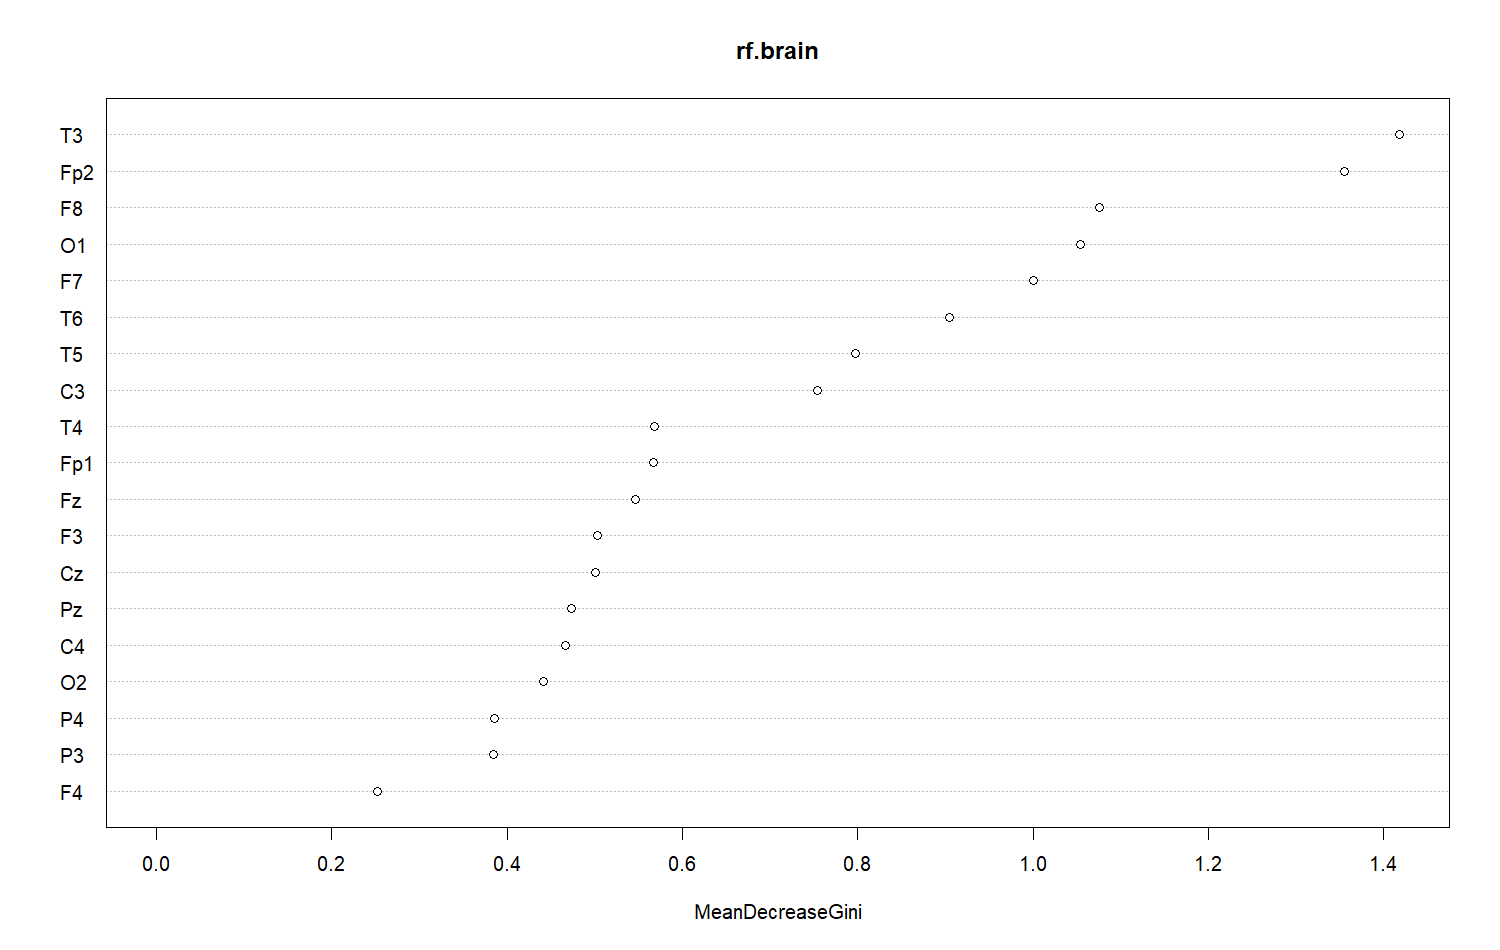 rf.brain
T3
Fp2
F8
O1
F7
T6
T5
C3
T4
Fp1
Fz
F3
Cz
Pz
C4
O2
P4
P3
F4
0.0 0.2 0.4 0.6 0.8 1.0 1.2 1.4
MeanDecreaseGini